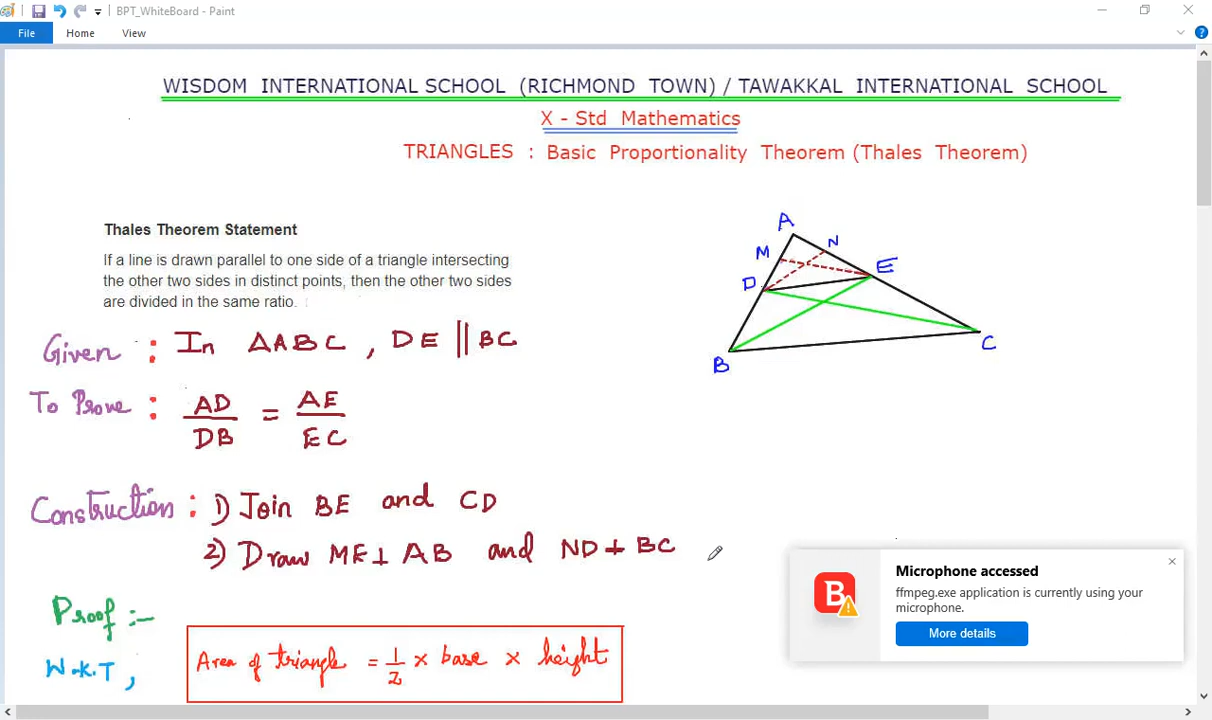 BPT_WhiteBoard - Paint
File Home View
WISDOM INTERNATIONAL SCHOOL (RICHMOND TOWN) / TAWAKKAL INTERNATIONAL SCHOOL
X - Std Mathematics
TRIANGLES : Basic Proportionality Theorem (Thales Theorem)
Thales Theorem Statement
If a line is drawn parallel to one side of a triangle intersecting
the other two sides in distinct points, then the other two sides
are divided in the same ratio.
A
M
N
D
E
B
C
Given : In ΔABC , DE || BC
To Prove : AD/DB = AE/EC
Construction : 1) Join BE and CD
2) Draw ME ⊥ AB and ND ⊥ BC
Proof :-
W.K.T ,
Area of triangle = 1/2 × base × height
Microphone accessed
ffmpeg.exe application is currently using your
microphone.
More details
B